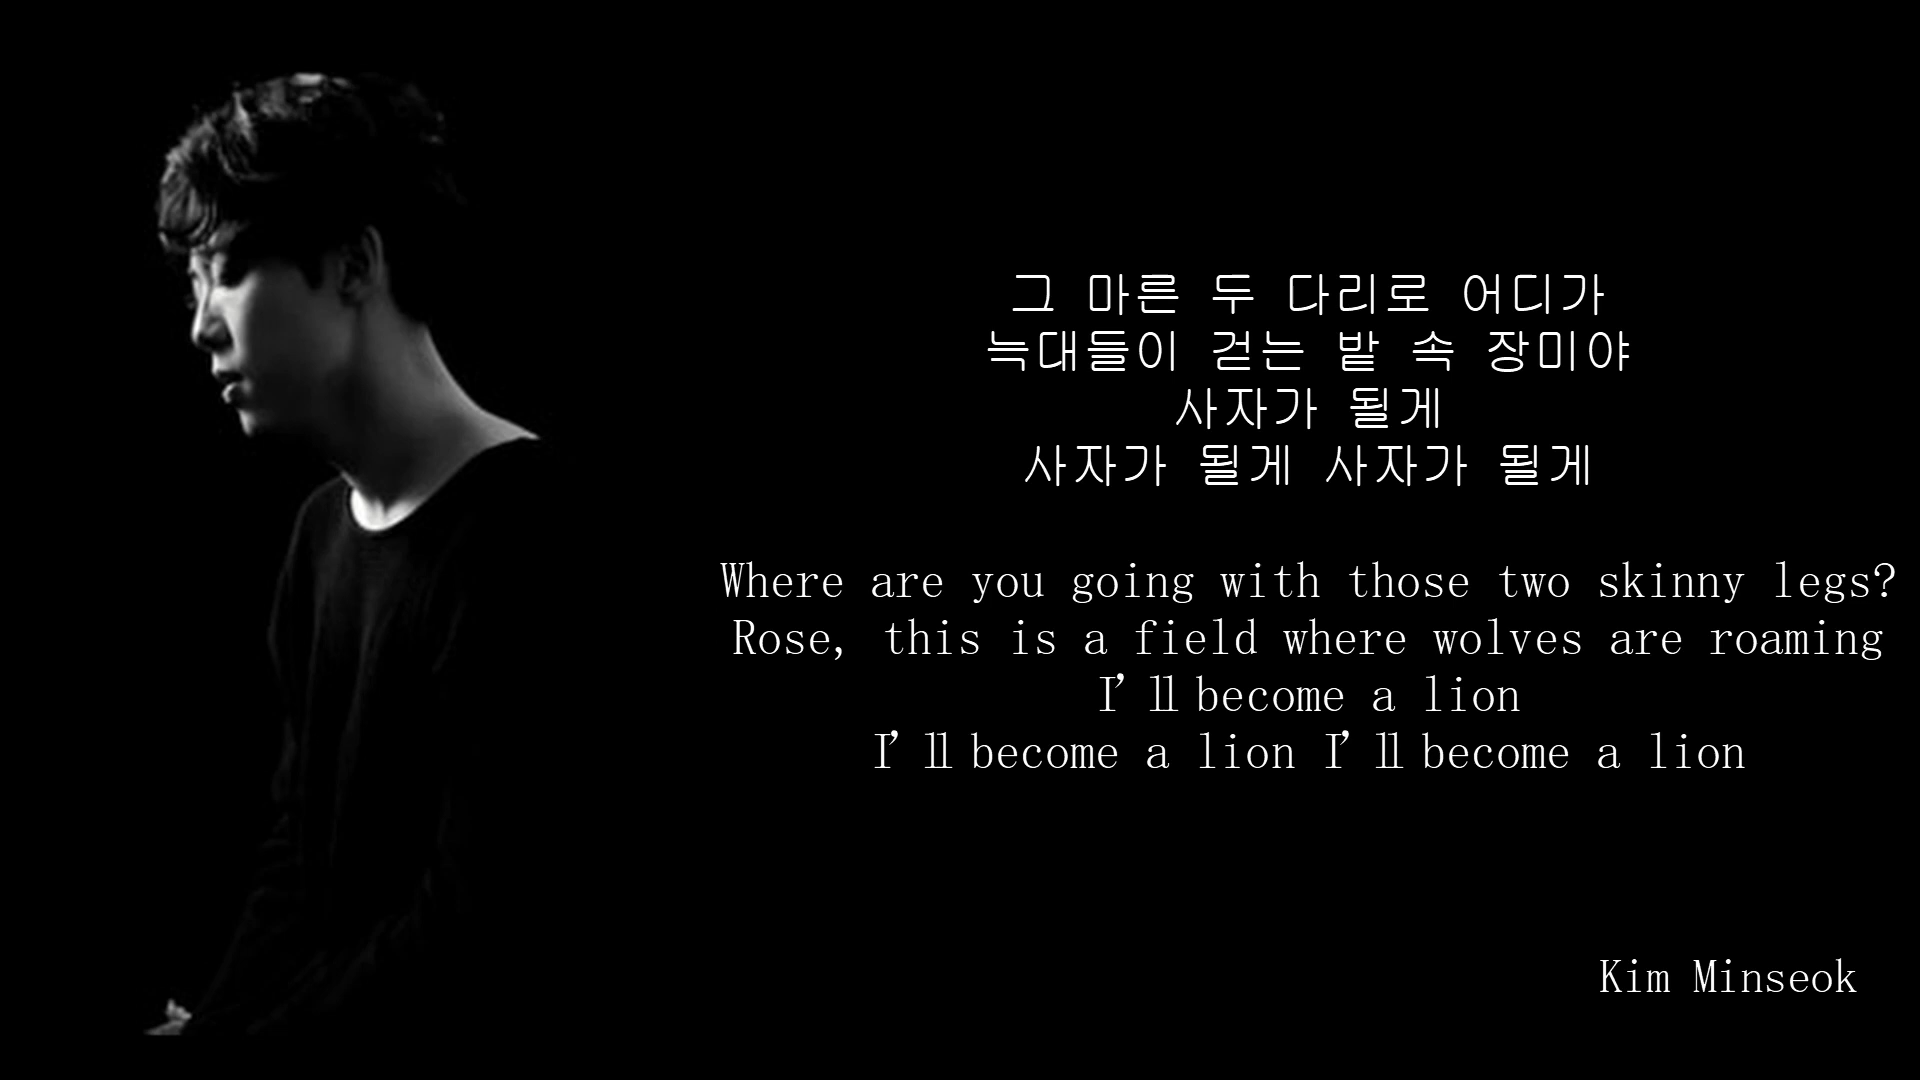 그 마른 두 다리로 어디가
늑대들이 걷는 밭 속 장미야
사자가 될게
사자가 될게 사자가 될게
Where are you going with those two skinny legs?
Rose, this is a field where wolves are roaming
I'll become a lion
I'll become a lion I'll become a lion
Kim Minseok